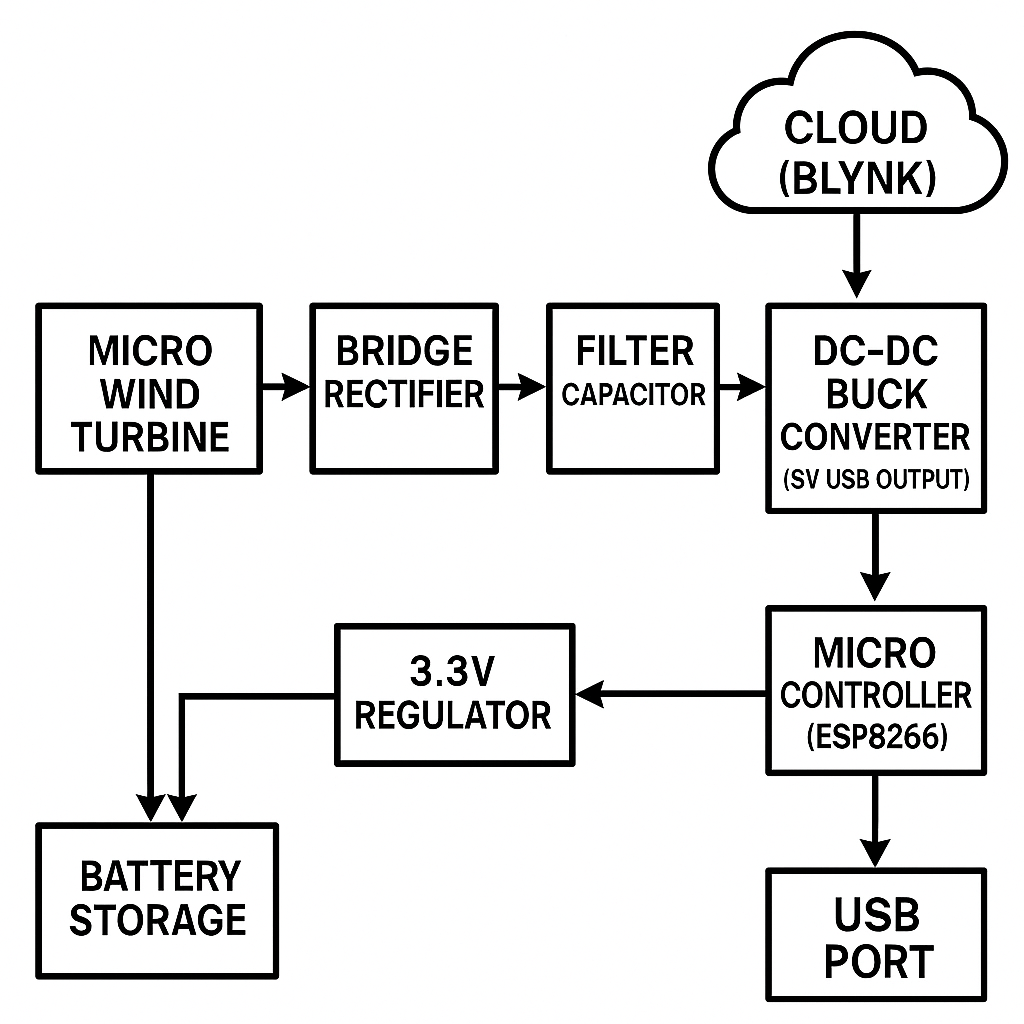 CLOUD
(BLYNK)
MICRO
WIND
TURBINE
BRIDGE
RECTIFIER
FILTER
CAPACITOR
DC-DC
BUCK
CONVERTER
(SV USB OUTPUT)
3.3V
REGULATOR
MICRO
CONTROLLER
(ESP8266)
BATTERY
STORAGE
USB
PORT